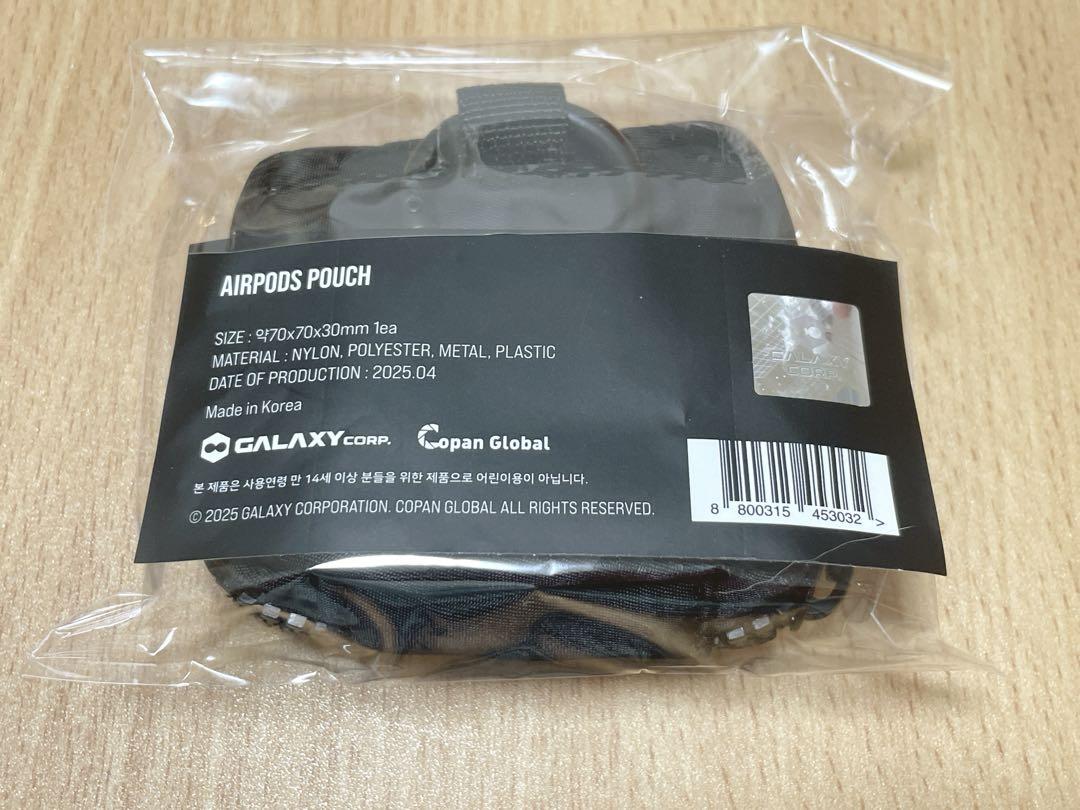 AIRPODS POUCH
SIZE : 약70x70x30mm 1ea
MATERIAL : NYLON, POLYESTER, METAL, PLASTIC
DATE OF PRODUCTION : 2025.04
Made in Korea
GALAXY CORP. Copan Global
본 제품은 사용연령 만 14세 이상 분들을 위한 제품으로 어린이용이 아닙니다.
© 2025 GALAXY CORPORATION. COPAN GLOBAL ALL RIGHTS RESERVED.
GALAXY
CORP.
8 800315 453032 >